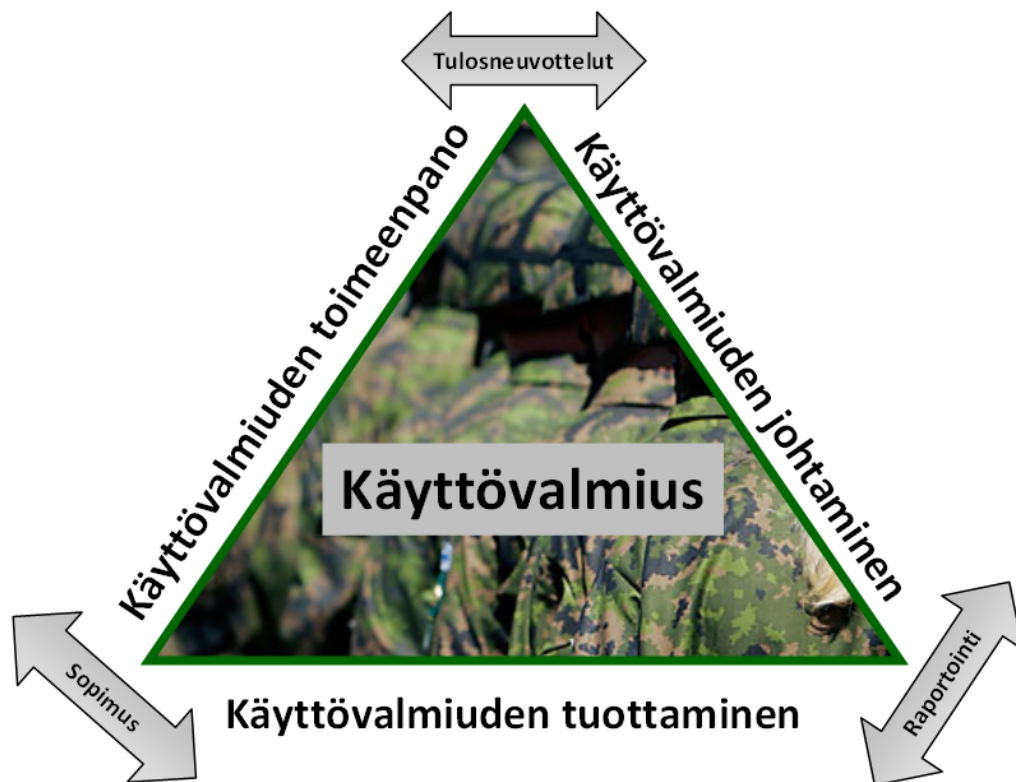 Tulosneuvottelut
Käyttövalmiuden toimeenpano
Käyttövalmiuden johtaminen
Käyttövalmius
Sopimus
Raportointi
Käyttövalmiuden tuottaminen